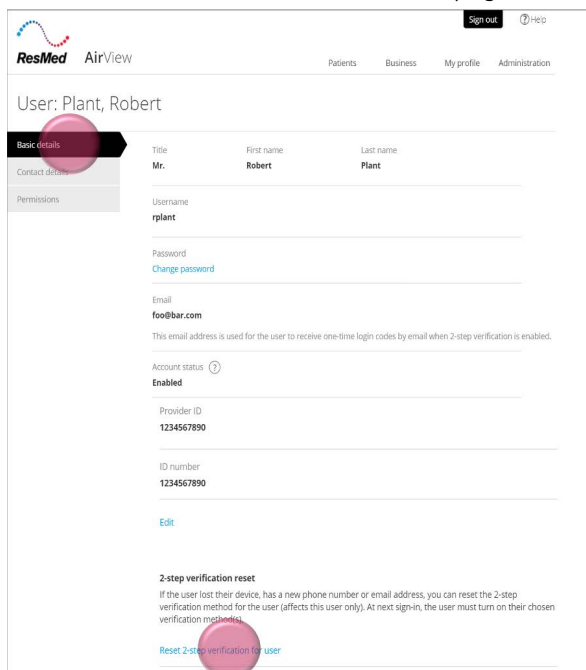 Sign out ? Help
ResMed AirView
Patients Business My profile Administration
User: Plant, Robert
Basic details
Contact details
Permissions
Title First name Last name
Mr. Robert Plant
Username
rplant
Password
Change password
Email
foo@bar.com
This email address is used for the user to receive one-time login codes by email when 2-step verification is enabled.
Account status ?
Enabled
Provider ID
1234567890
ID number
1234567890
Edit
2-step verification reset
If the user lost their device, has a new phone number or email address, you can reset the 2-step
verification method for the user (affects this user only). At next sign-in, the user must turn on their chosen
verification method(s).
Reset 2-step verification for user